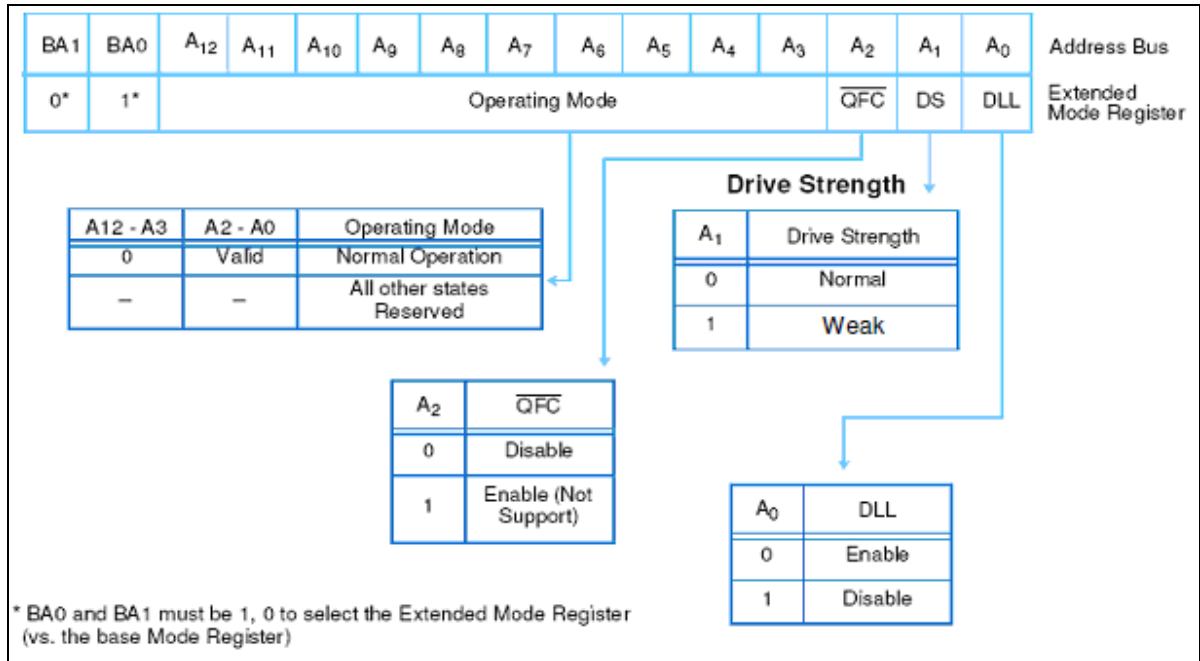 BA1 BA0 A12 A11 A10 A9 A8 A7 A6 A5 A4 A3 A2 A1 A0 Address Bus
0* 1* Operating Mode Q̅F̅C̅ DS DLL Extended
Mode Register
Drive Strength
A12 - A3 A2 - A0 Operating Mode
0 Valid Normal Operation
– – All other states
Reserved
A1 Drive Strength
0 Normal
1 Weak
A2 Q̅F̅C̅
0 Disable
1 Enable (Not
Support)
A0 DLL
0 Enable
1 Disable
* BA0 and BA1 must be 1, 0 to select the Extended Mode Register
(vs. the base Mode Register)